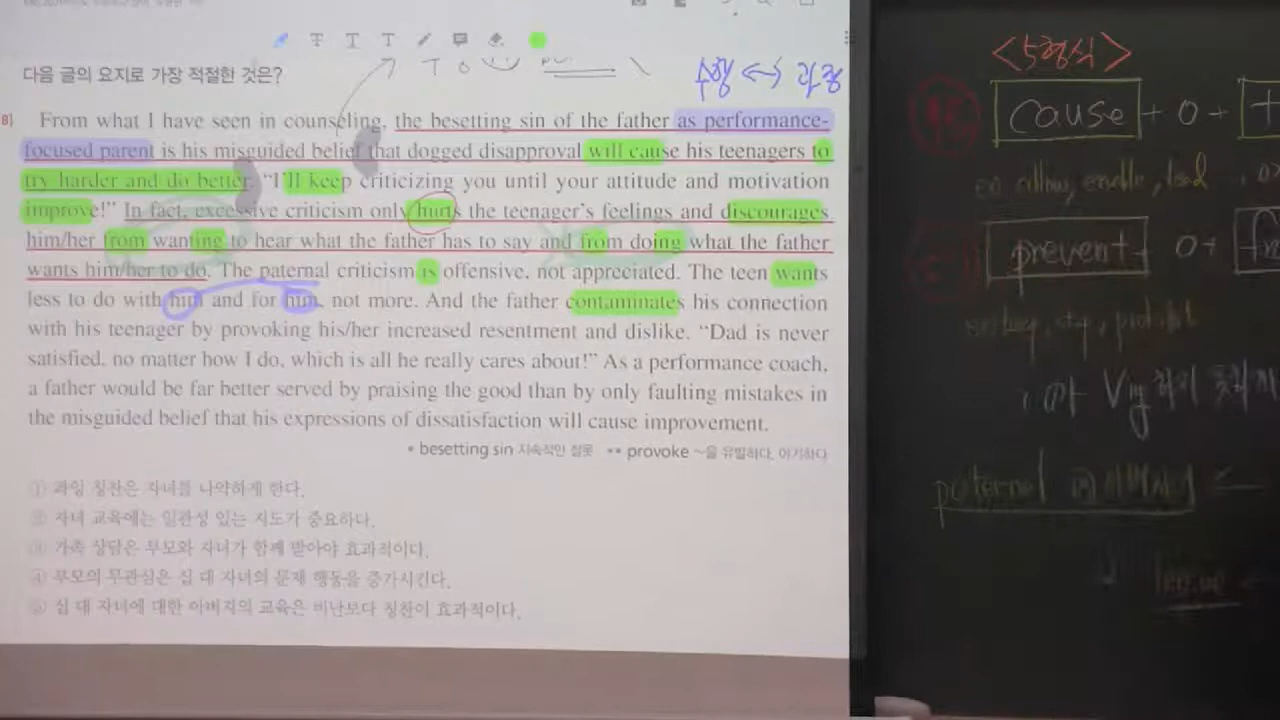 다음 글의 요지로 가장 적절한 것은?
수행 <-> 과정
From what I have seen in counseling, the besetting sin of the father as performance-
focused parent is his misguided belief that dogged disapproval will cause his teenagers to
try harder and do better. “I’ll keep criticizing you until your attitude and motivation
improve!” In fact, excessive criticism only hurts the teenager’s feelings and discourages
him/her from wanting to hear what the father has to say and from doing what the father
wants him/her to do. The paternal criticism is offensive, not appreciated. The teen wants
less to do with him and for him, not more. And the father contaminates his connection
with his teenager by provoking his/her increased resentment and dislike. “Dad is never
satisfied, no matter how I do, which is all he really cares about!” As a performance coach,
a father would be far better served by praising the good than by only faulting mistakes in
the misguided belief that his expressions of dissatisfaction will cause improvement.
* besetting sin 지속적인 잘못 ** provoke ~을 유발하다, 야기하다
① 과잉 칭찬은 자녀를 나약하게 한다.
② 자녀 교육에는 일관성 있는 지도가 중요하다.
③ 가족 상담은 부모와 자녀가 함께 받아야 효과적이다.
④ 부모의 무관심은 십 대 자녀의 문제 행동을 증가시킨다.
⑤ 십 대 자녀에 대한 아버지의 교육은 비난보다 칭찬이 효과적이다.
<5형식>
cause + O +
allow, enable, lead
prevent O +
stop, prohibit
Ving 하지 못하게
paternal